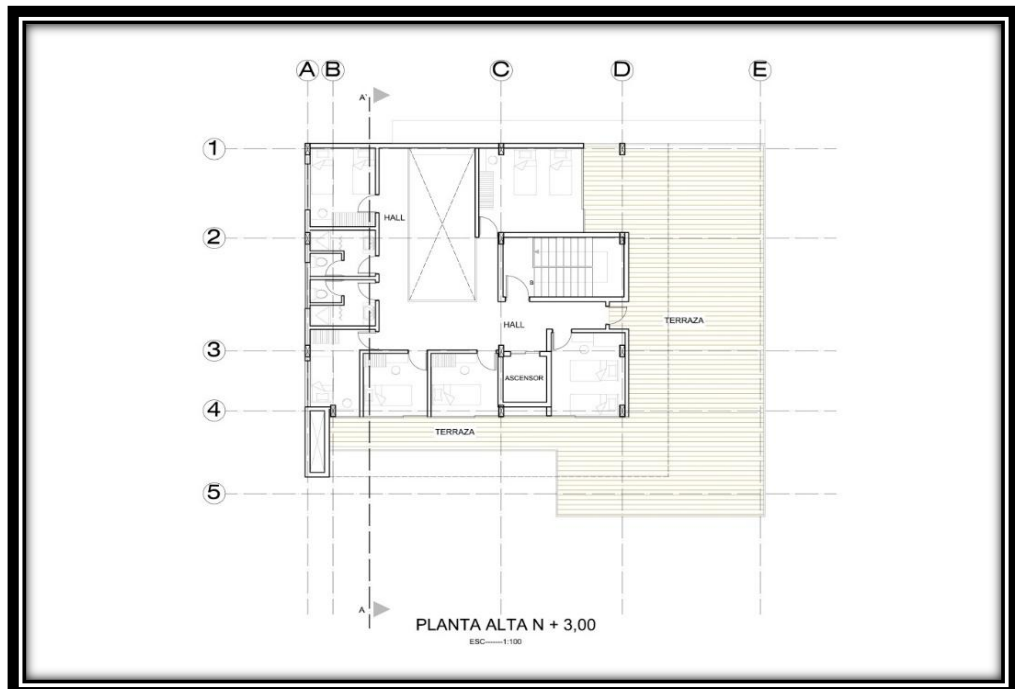 A B C D E
A'
1
HALL
2
HALL
TERRAZA
3
ASCENSOR
4
TERRAZA
5
A
PLANTA ALTA N + 3,00
ESC-------1:100